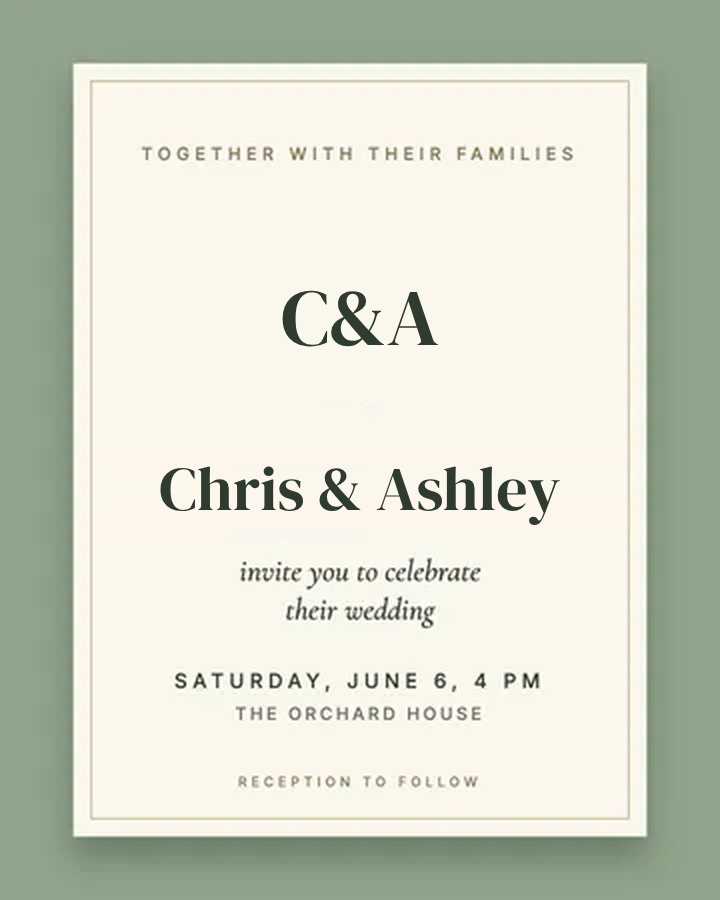 TOGETHER WITH THEIR FAMILIES
C&A
Chris & Ashley
invite you to celebrate
their wedding
SATURDAY, JUNE 6, 4 PM
THE ORCHARD HOUSE
RECEPTION TO FOLLOW